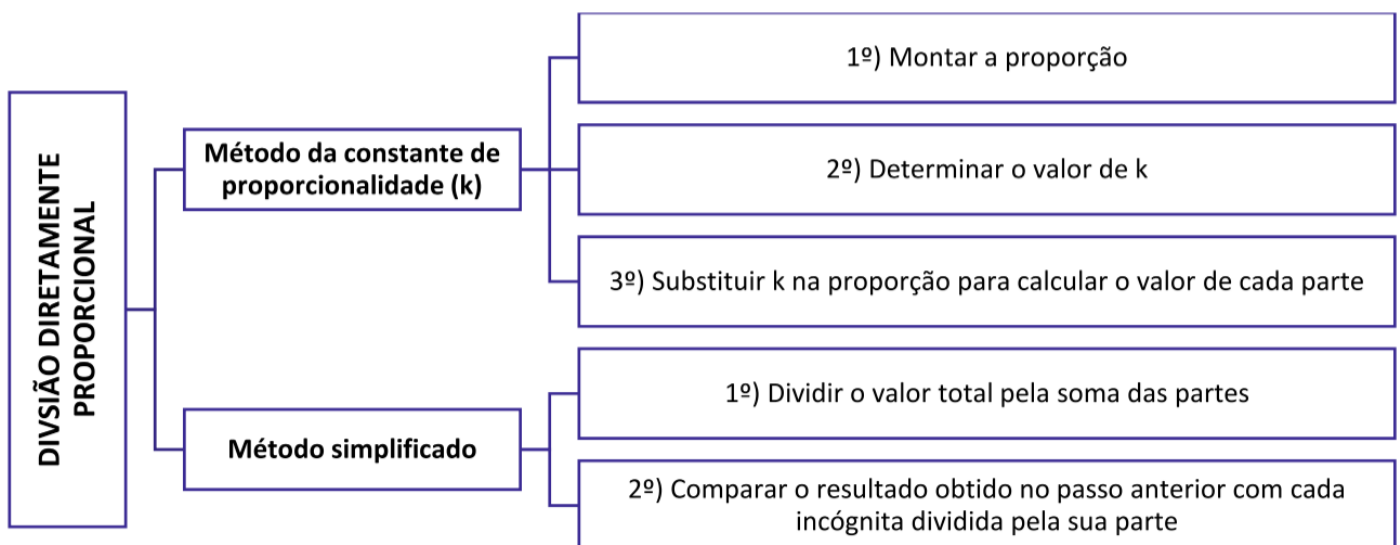 DIVSIÃO DIRETAMENTE
PROPORCIONAL
Método da constante de
proporcionalidade (k)
1º) Montar a proporção
2º) Determinar o valor de k
3º) Substituir k na proporção para calcular o valor de cada parte
Método simplificado
1º) Dividir o valor total pela soma das partes
2º) Comparar o resultado obtido no passo anterior com cada
incógnita dividida pela sua parte